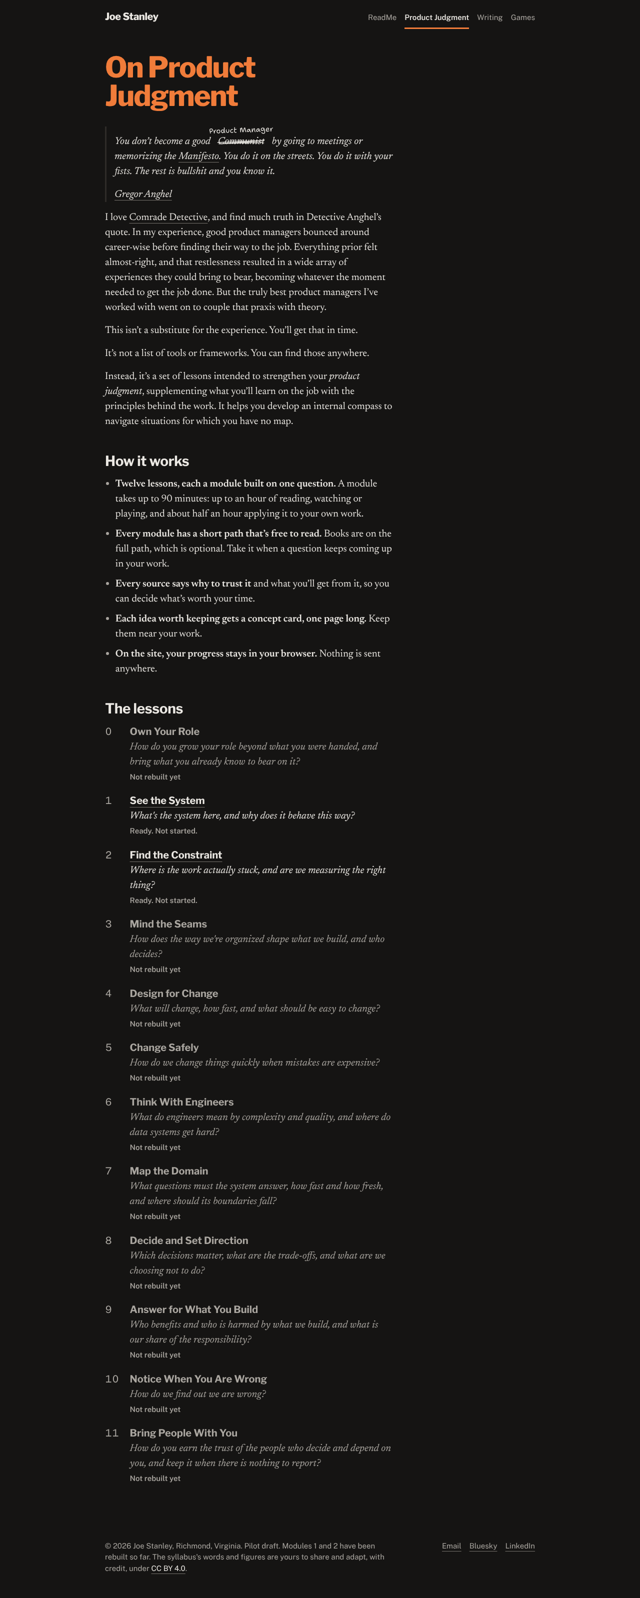 Joe Stanley
ReadMe Product Judgment Writing Games
On Product
Judgment
Product Manager
You don't become a good Communist by going to meetings or
memorizing the Manifesto. You do it on the streets. You do it with your
fists. The rest is bullshit and you know it.
Gregor Anghel
I love Comrade Detective, and find much truth in Detective Anghel's
quote. In my experience, good product managers bounced around
career-wise before finding their way to the job. Everything prior felt
almost-right, and that restlessness resulted in a wide array of
experiences they could bring to bear, becoming whatever the moment
needed to get the job done. But the truly best product managers I've
worked with went on to couple that praxis with theory.
This isn't a substitute for the experience. You'll get that in time.
It's not a list of tools or frameworks. You can find those anywhere.
Instead, it's a set of lessons intended to strengthen your product
judgment, supplementing what you'll learn on the job with the
principles behind the work. It helps you develop an internal compass to
navigate situations for which you have no map.
How it works
• Twelve lessons, each a module built on one question. A module
takes up to 90 minutes: up to an hour of reading, watching or
playing, and about half an hour applying it to your own work.
• Every module has a short path that's free to read. Books are on the
full path, which is optional. Take it when a question keeps coming up
in your work.
• Every source says why to trust it and what you'll get from it, so you
can decide what's worth your time.
• Each idea worth keeping gets a concept card, one page long. Keep
them near your work.
• On the site, your progress stays in your browser. Nothing is sent
anywhere.
The lessons
0 Own Your Role
How do you grow your role beyond what you were handed, and
bring what you already know to bear on it?
Not rebuilt yet
1 See the System
What's the system here, and why does it behave this way?
Ready. Not started.
2 Find the Constraint
Where is the work actually stuck, and are we measuring the right
thing?
Ready. Not started.
3 Mind the Seams
How does the way we're organized shape what we build, and who
decides?
Not rebuilt yet
4 Design for Change
What will change, how fast, and what should be easy to change?
Not rebuilt yet
5 Change Safely
How do we change things quickly when mistakes are expensive?
Not rebuilt yet
6 Think With Engineers
What do engineers mean by complexity and quality, and where do
data systems get hard?
Not rebuilt yet
7 Map the Domain
What questions must the system answer, how fast and how fresh,
and where should its boundaries fall?
Not rebuilt yet
8 Decide and Set Direction
Which decisions matter, what are the trade-offs, and what are we
choosing not to do?
Not rebuilt yet
9 Answer for What You Build
Who benefits and who is harmed by what we build, and what is
our share of the responsibility?
Not rebuilt yet
10 Notice When You Are Wrong
How do we find out we are wrong?
Not rebuilt yet
11 Bring People With You
How do you earn the trust of the people who decide and depend on
you, and keep it when there is nothing to report?
Not rebuilt yet
© 2026 Joe Stanley, Richmond, Virginia. Pilot draft. Modules 1 and 2 have been
rebuilt so far. The syllabus's words and figures are yours to share and adapt, with
credit, under CC BY 4.0.
Email Bluesky LinkedIn